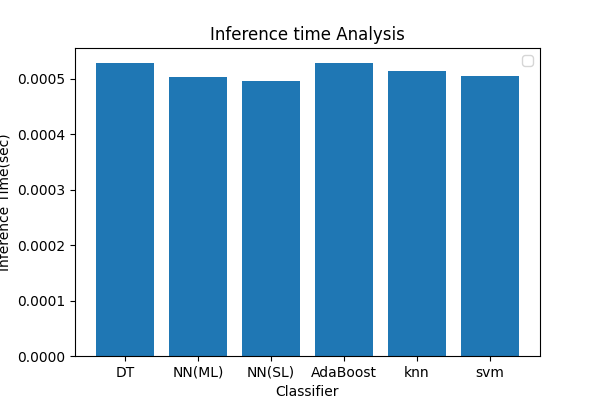 Inference time Analysis
0.0005
0.0004
0.0003
0.0002
0.0001
0.0000
Inference Time(sec)
DT NN(ML) NN(SL) AdaBoost knn svm
Classifier